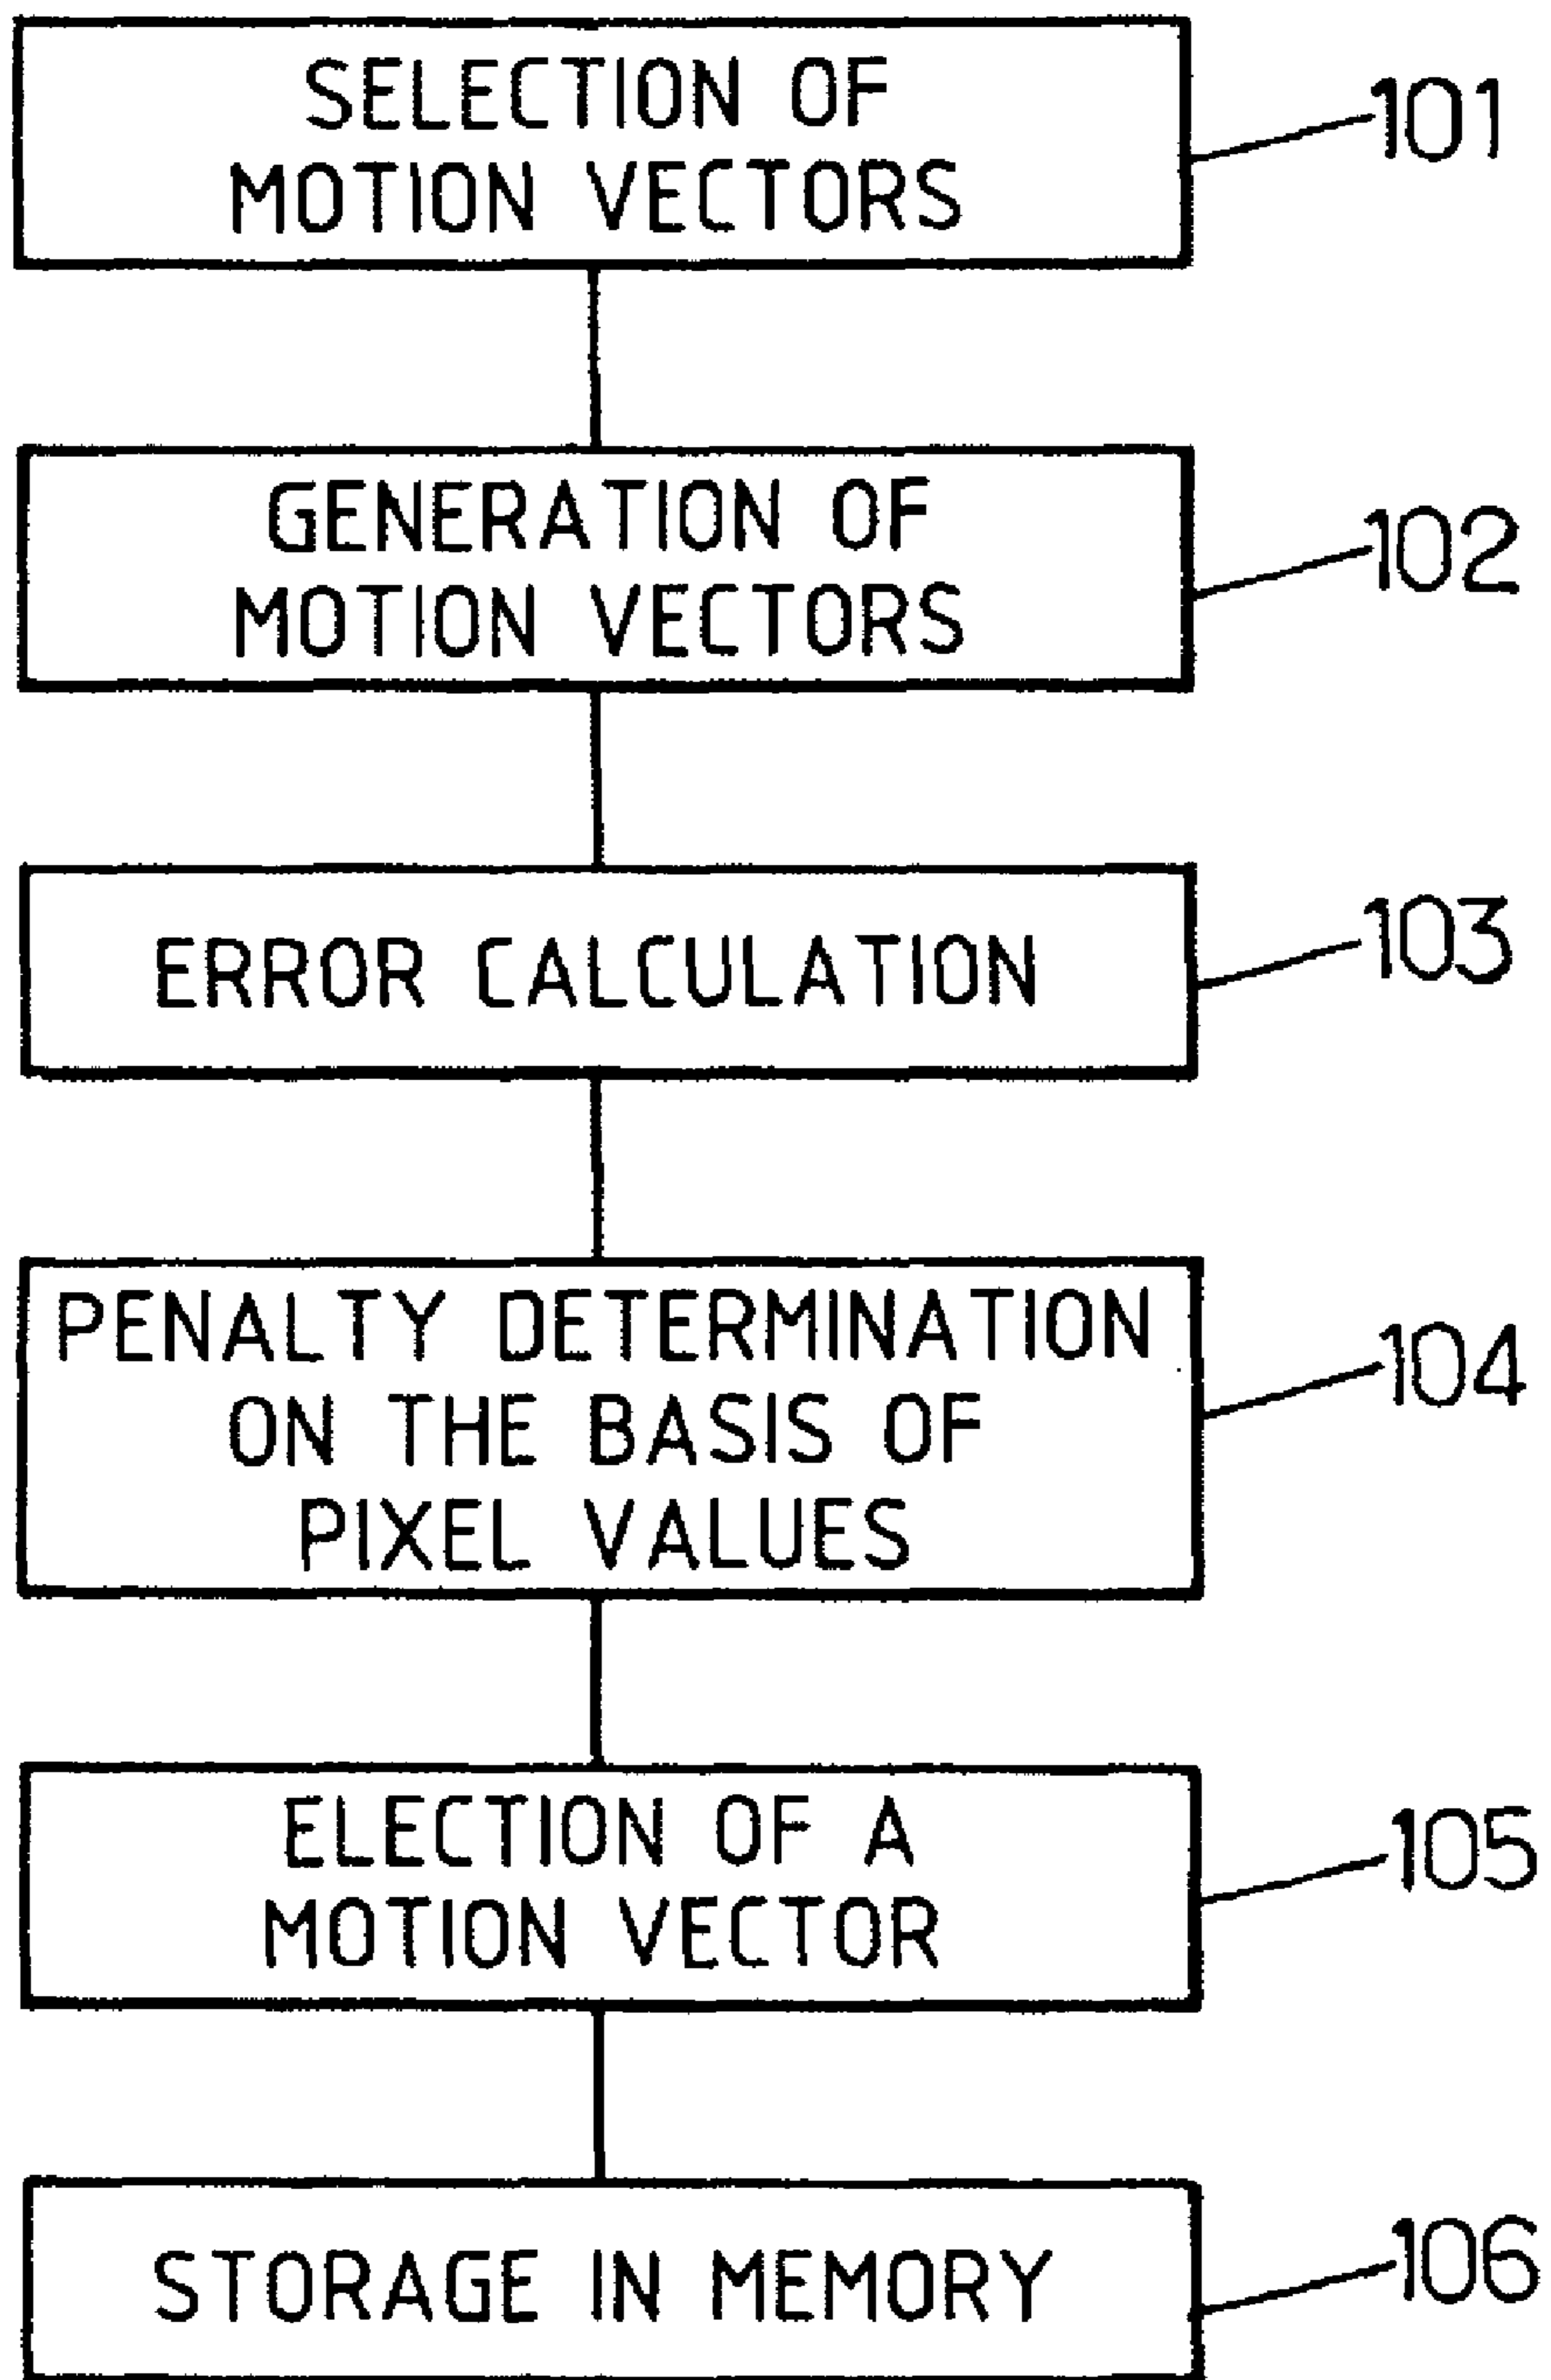 SELECTION OF
MOTION VECTORS
101
GENERATION OF
MOTION VECTORS
102
ERROR CALCULATION
103
PENALTY DETERMINATION
ON THE BASIS OF
PIXEL VALUES
104
ELECTION OF A
MOTION VECTOR
105
STORAGE IN MEMORY
106